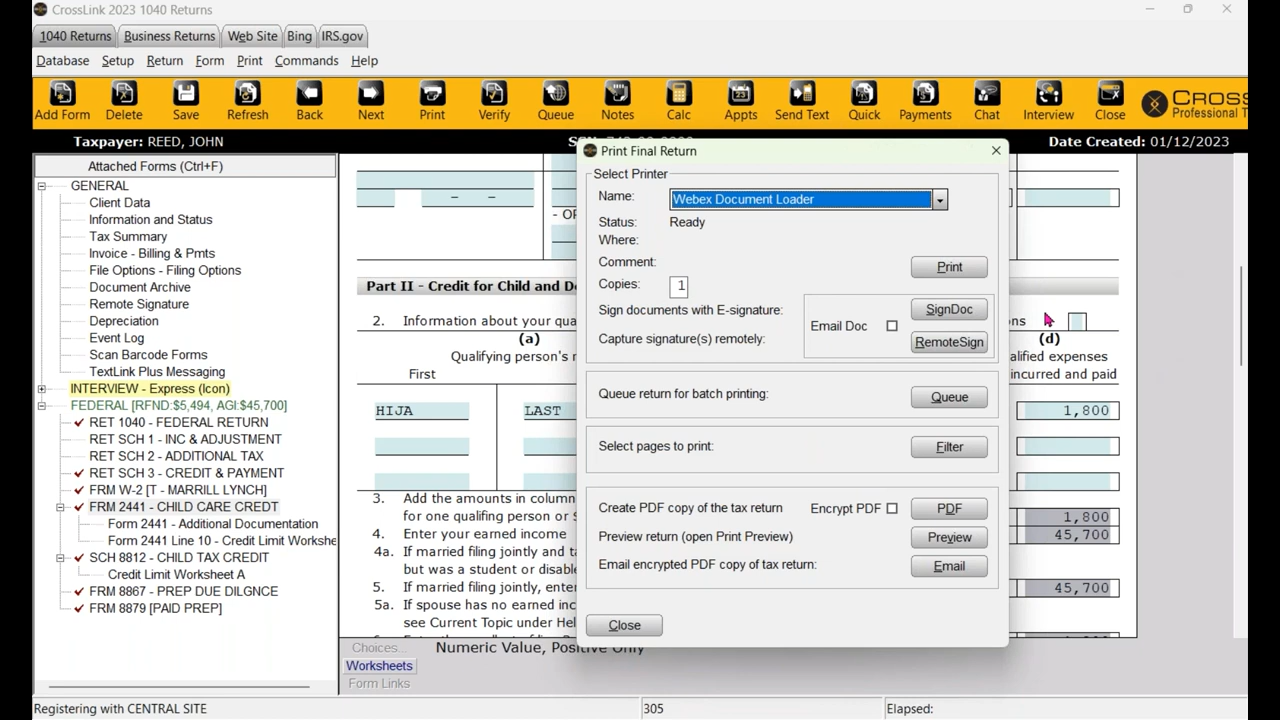 CrossLink 2023 1040 Returns
1040 Returns Business Returns Web Site Bing IRS.gov
Database Setup Return Form Print Commands Help
Add Form Delete Save Refresh Back Next Print Verify Queue Notes Calc Appts Send Text Quick Payments Chat Interview Close
CROSS
Professional T
Taxpayer: REED, JOHN Date Created: 01/12/2023
Attached Forms (Ctrl+F)
GENERAL
Client Data
Information and Status
Tax Summary
Invoice - Billing & Pmts
File Options - Filing Options
Document Archive
Remote Signature
Depreciation
Event Log
Scan Barcode Forms
TextLink Plus Messaging
INTERVIEW - Express (Icon)
FEDERAL [RFND:$5,494, AGI:$45,700]
RET 1040 - FEDERAL RETURN
RET SCH 1 - INC & ADJUSTMENT
RET SCH 2 - ADDITIONAL TAX
RET SCH 3 - CREDIT & PAYMENT
FRM W-2 [T - MARRILL LYNCH]
FRM 2441 - CHILD CARE CREDT
Form 2441 - Additional Documentation
Form 2441 Line 10 - Credit Limit Workshe
SCH 8812 - CHILD TAX CREDIT
Credit Limit Worksheet A
FRM 8867 - PREP DUE DILGNCE
FRM 8879 [PAID PREP]
- -
- OR
Part II - Credit for Child and De
2. Information about your qua
ons
(a)
(d)
Qualifying person's n
alified expenses
First
incurred and paid
HIJA LAST 1,800
3. Add the amounts in column
for one qualifing person or $ 1,800
4. Enter your earned income 45,700
4a. If married filing jointly and ta
but was a student or disable
5. If married filing jointly, enter 45,700
5a. If spouse has no earned inc
see Current Topic under Hel
Print Final Return
Select Printer
Name: Webex Document Loader
Status: Ready
Where:
Comment:
Print
Copies: 1
Sign documents with E-signature: SignDoc
Email Doc
Capture signature(s) remotely: RemoteSign
Queue return for batch printing: Queue
Select pages to print: Filter
Create PDF copy of the tax return Encrypt PDF PDF
Preview return (open Print Preview) Preview
Email encrypted PDF copy of tax return: Email
Close
Choices... Numeric Value, Positive Only
Worksheets
Form Links
Registering with CENTRAL SITE 305 Elapsed: